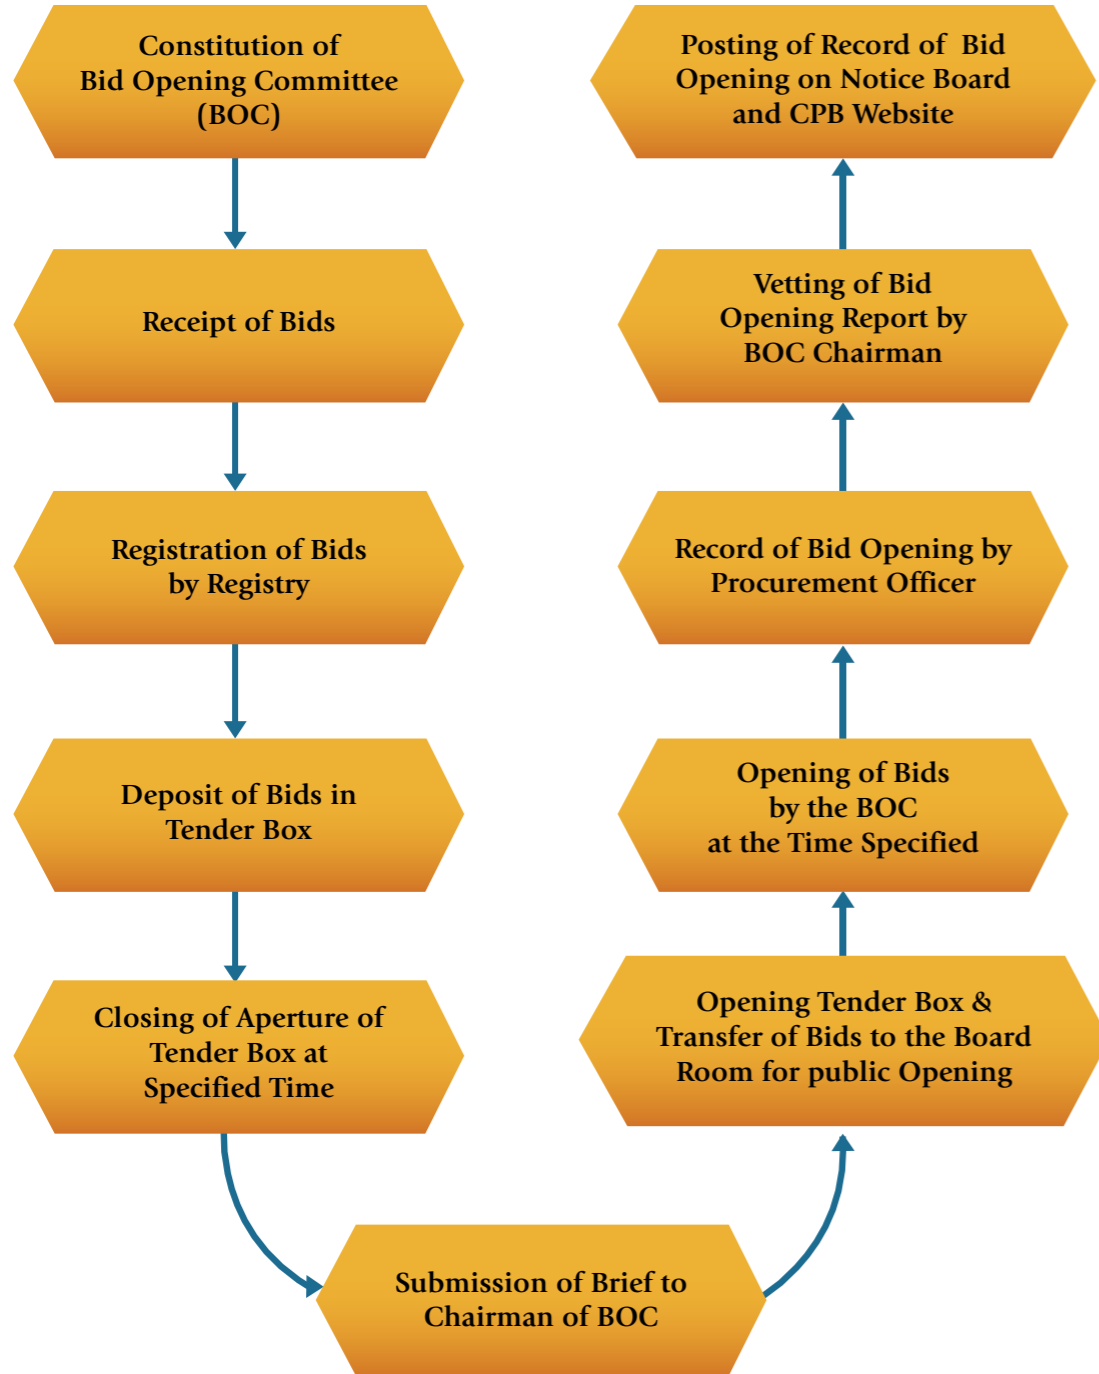 Constitution of
Bid Opening Committee
(BOC)
Receipt of Bids
Registration of Bids
by Registry
Deposit of Bids in
Tender Box
Closing of Aperture of
Tender Box at
Specified Time
Submission of Brief to
Chairman of BOC
Opening Tender Box &
Transfer of Bids to the Board
Room for public Opening
Opening of Bids
by the BOC
at the Time Specified
Record of Bid Opening by
Procurement Officer
Vetting of Bid
Opening Report by
BOC Chairman
Posting of Record of Bid
Opening on Notice Board
and CPB Website